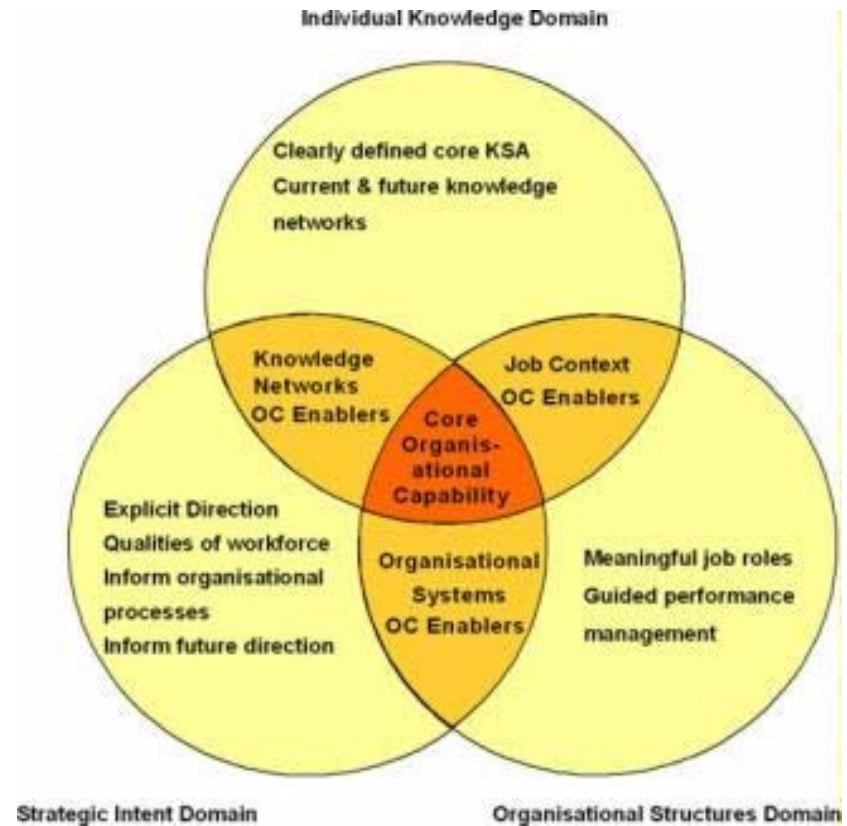 Individual Knowledge Domain
Clearly defined core KSA
Current & future knowledge
networks
Knowledge
Networks
OC Enablers
Job Context
OC Enablers
Core
Organis-
ational
Capability
Explicit Direction
Qualities of workforce
Inform organisational
processes
Inform future direction
Organisational
Systems
OC Enablers
Meaningful job roles
Guided performance
management
Strategic Intent Domain
Organisational Structures Domain